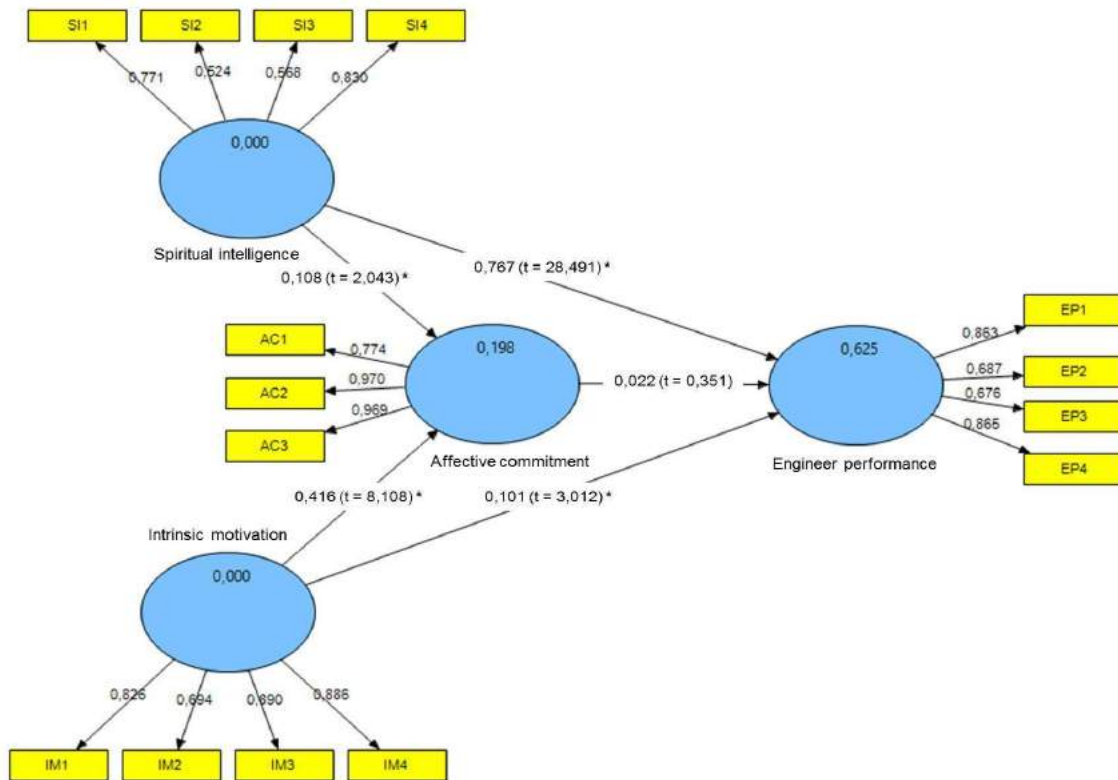 SI1 SI2 SI3 SI4
0,771 0,524 0,568 0,830
0,000
Spiritual intelligence
0,767 (t = 28,491) *
0,108 (t = 2,043) *
AC1
0,774
AC2
0,970
AC3
0,969
0,198
Affective commitment
0,022 (t = 0,351)
0,625
Engineer performance
EP1
0,863
EP2
0,687
EP3
0,676
EP4
0,865
0,416 (t = 8,108) *
0,101 (t = 3,012) *
Intrinsic motivation
0,000
0,826 0,694 0,886
IM1 IM2 IM3 IM4